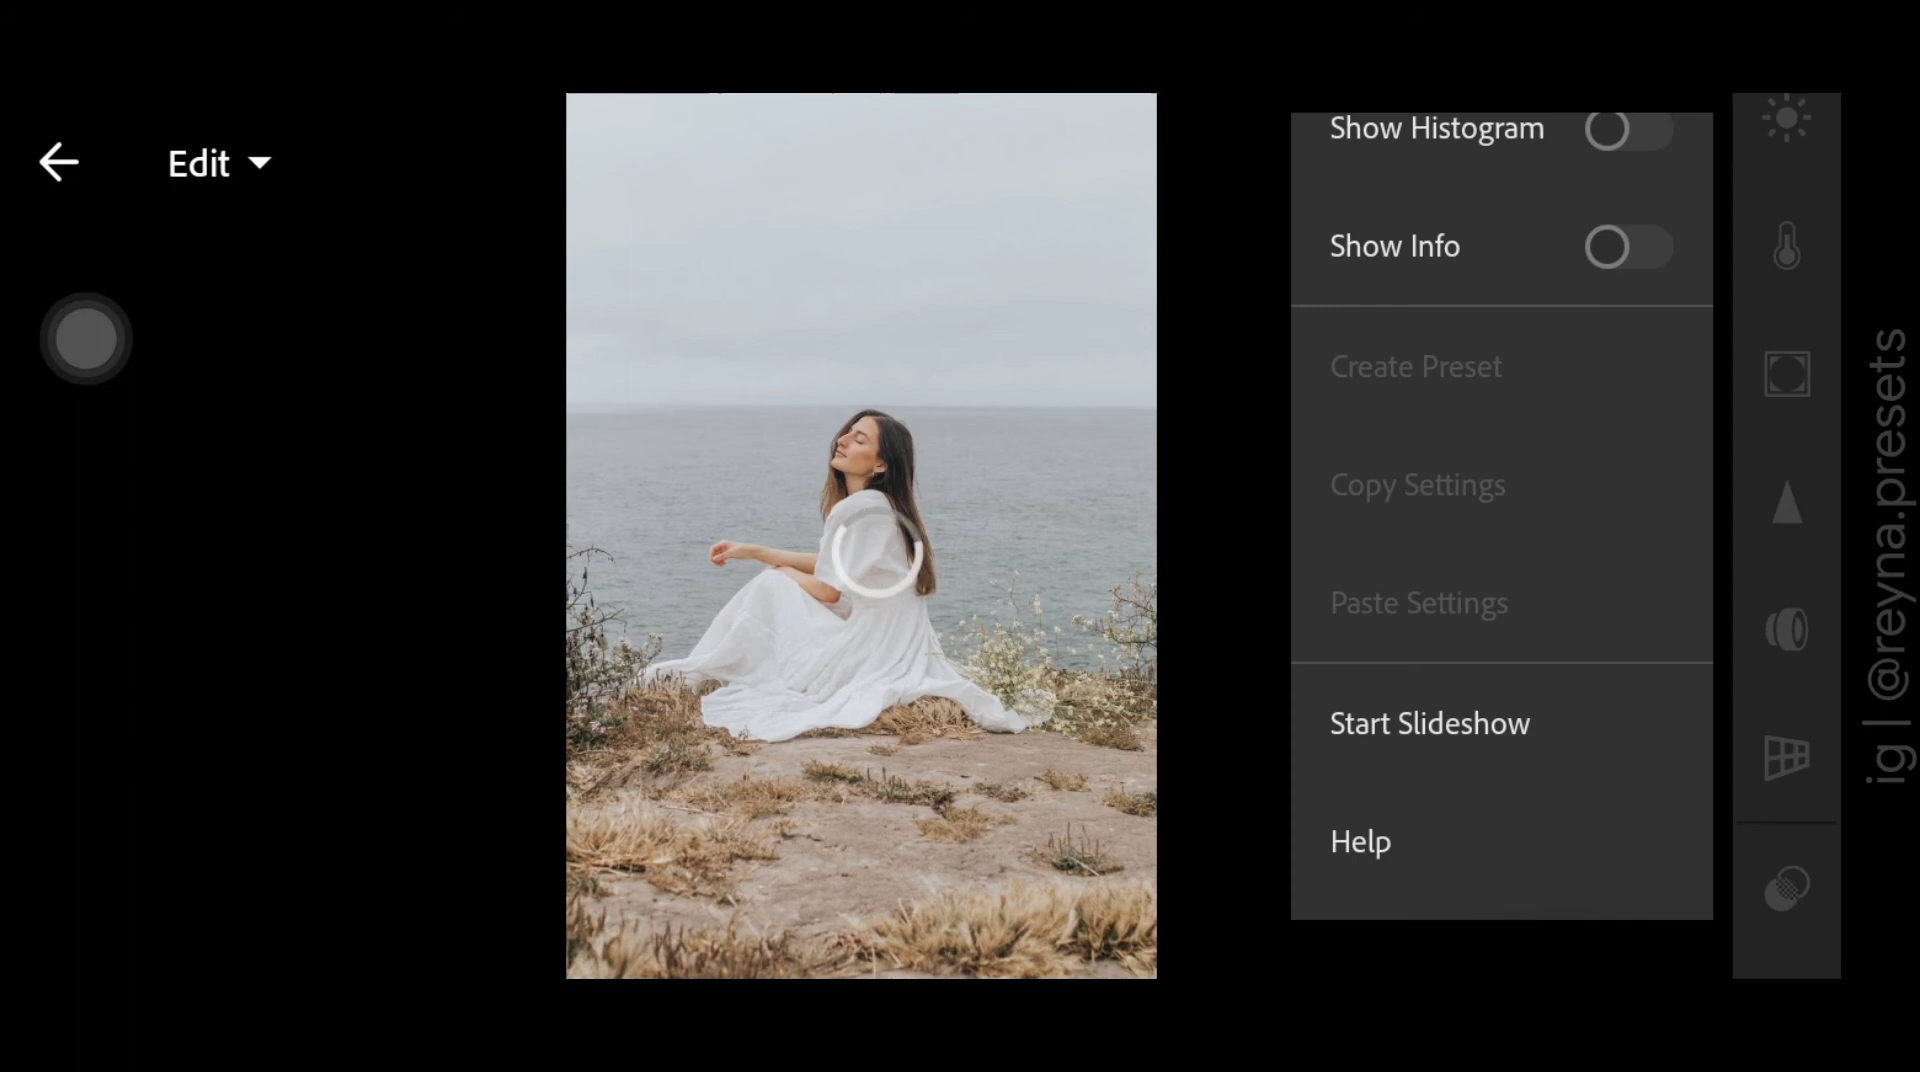 Edit
Show Histogram
Show Info
Create Preset
Copy Settings
Paste Settings
Start Slideshow
Help
ig | @reyna.presets